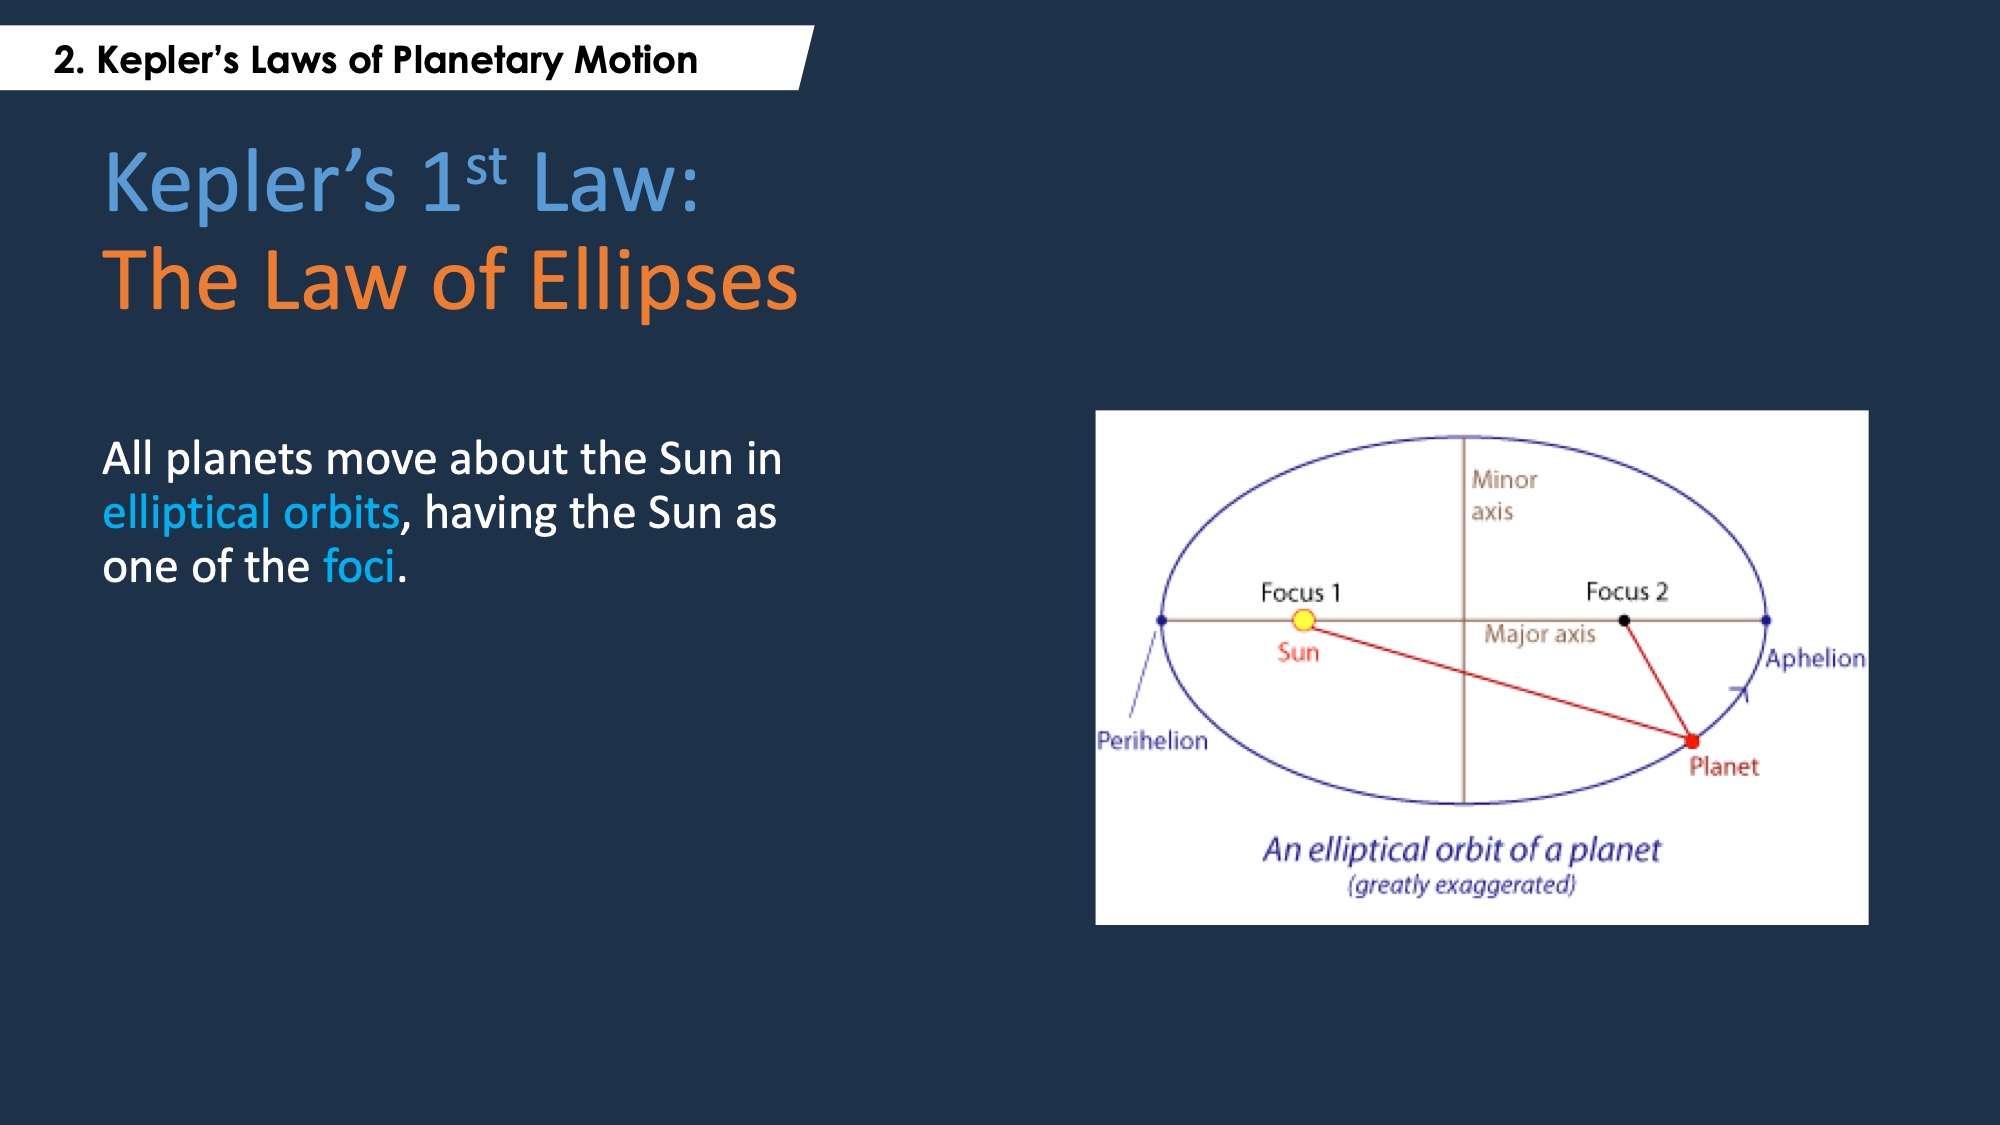 2. Kepler’s Laws of Planetary Motion
Kepler’s 1st Law:
The Law of Ellipses
All planets move about the Sun in
elliptical orbits, having the Sun as
one of the foci.
Minor
axis
Focus 1
Focus 2
Major axis
Sun
Aphelion
Perihelion
Planet
An elliptical orbit of a planet
(greatly exaggerated)